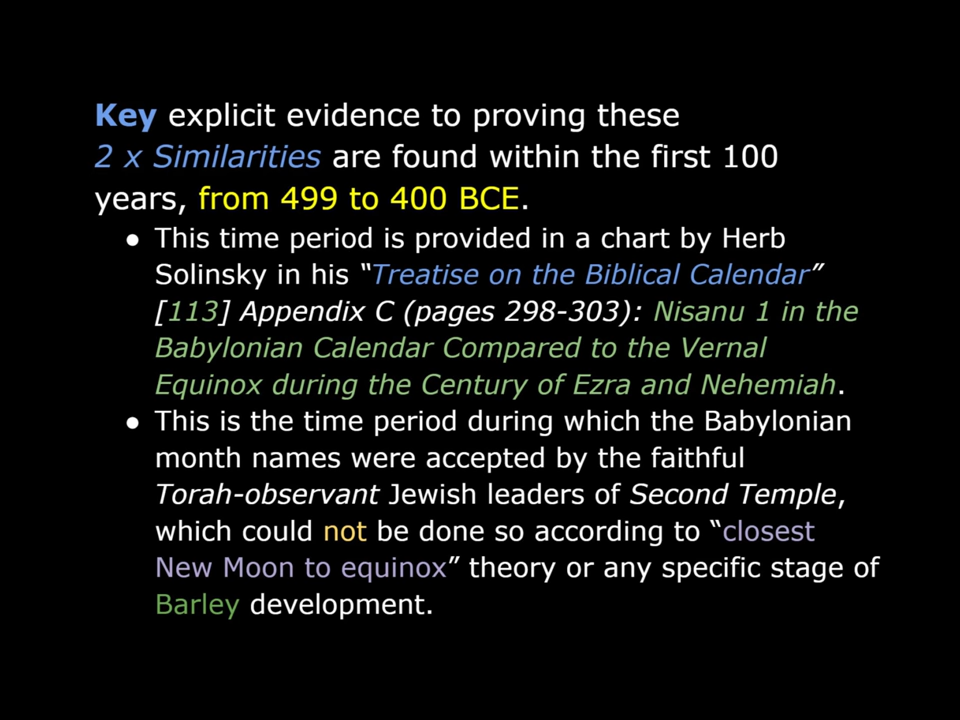 Key explicit evidence to proving these
2 x Similarities are found within the first 100
years, from 499 to 400 BCE.
● This time period is provided in a chart by Herb
Solinsky in his “Treatise on the Biblical Calendar”
[113] Appendix C (pages 298-303): Nisanu 1 in the
Babylonian Calendar Compared to the Vernal
Equinox during the Century of Ezra and Nehemiah.
● This is the time period during which the Babylonian
month names were accepted by the faithful
Torah-observant Jewish leaders of Second Temple,
which could not be done so according to “closest
New Moon to equinox” theory or any specific stage of
Barley development.